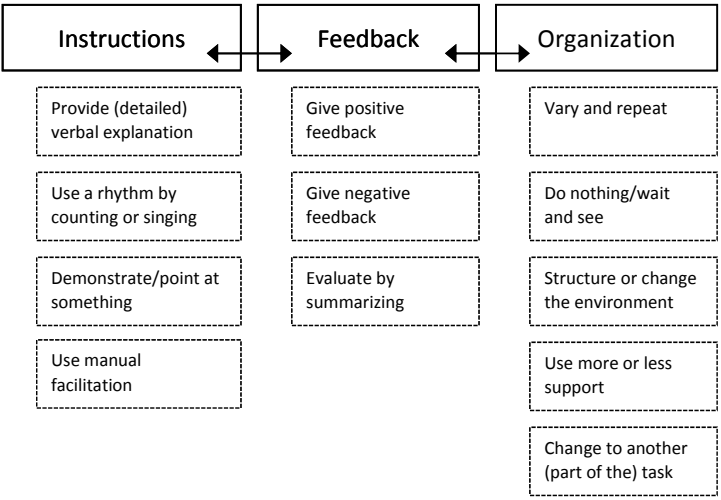 Instructions
Feedback
Organization
Provide (detailed)
verbal explanation
Use a rhythm by
counting or singing
Demonstrate/point at
something
Use manual
facilitation
Give positive
feedback
Give negative
feedback
Evaluate by
summarizing
Vary and repeat
Do nothing/wait
and see
Structure or change
the environment
Use more or less
support
Change to another
(part of the) task